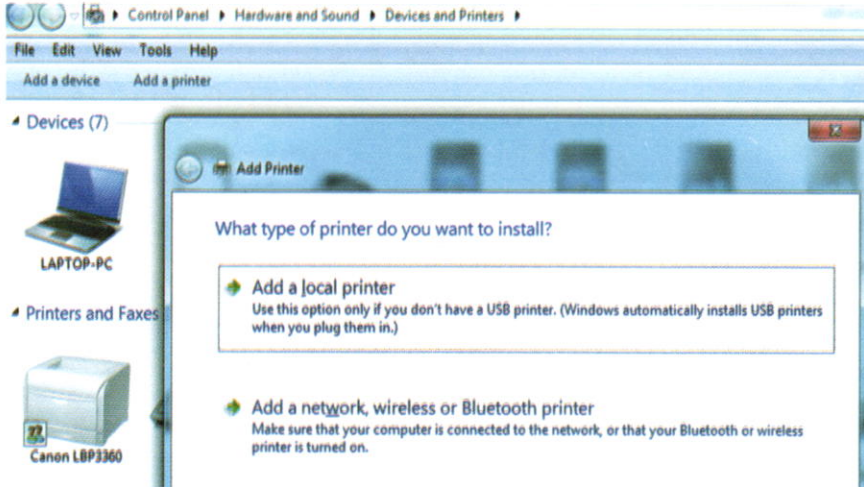 Control Panel ▸ Hardware and Sound ▸ Devices and Printers ▸
File Edit View Tools Help
Add a device Add a printer
Devices (7)
LAPTOP-PC
Printers and Faxes
Canon LBP3360
Add Printer
What type of printer do you want to install?
Add a local printer
Use this option only if you don't have a USB printer. (Windows automatically installs USB printers
when you plug them in.)
Add a network, wireless or Bluetooth printer
Make sure that your computer is connected to the network, or that your Bluetooth or wireless
printer is turned on.